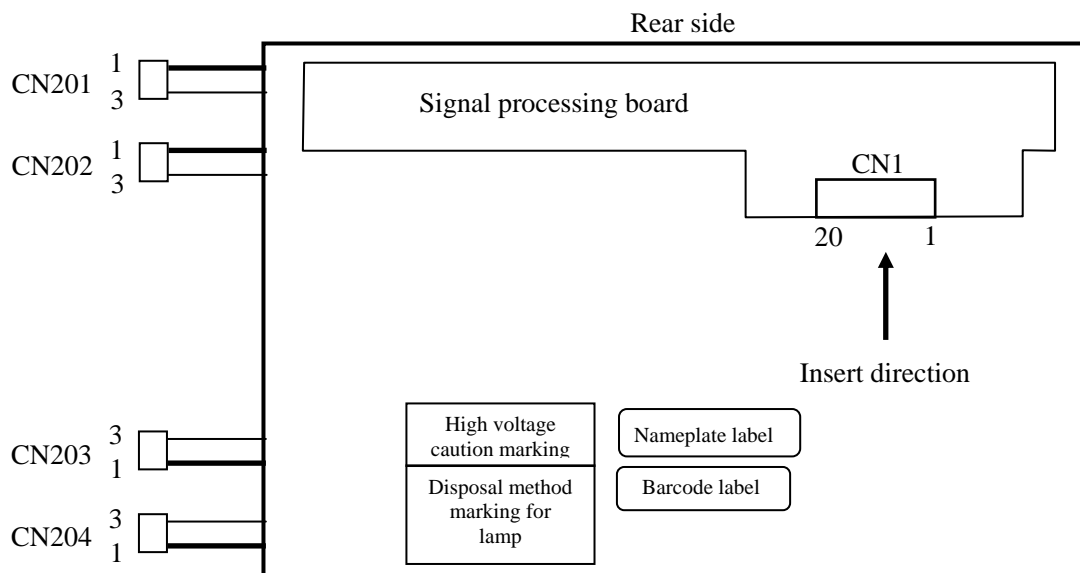 Rear side
1
CN201
3
Signal processing board
1
CN202
3
CN1
20 1
Insert direction
High voltage
caution marking
Nameplate label
3
CN203
1
Disposal method
marking for
lamp
Barcode label
3
CN204
1